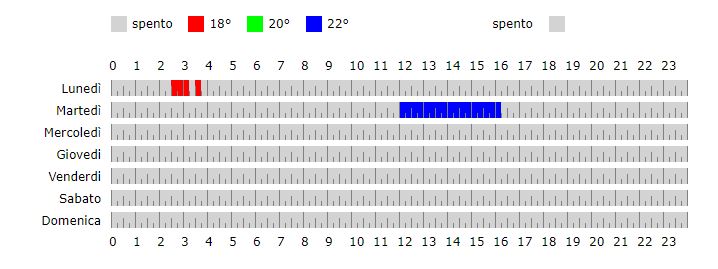 spento 18° 20° 22° spento
0 1 2 3 4 5 6 7 8 9 10 11 12 13 14 15 16 17 18 19 20 21 22 23
Lunedì
Martedì
Mercoledì
Giovedi
Venerdi
Sabato
Domenica
0 1 2 3 4 5 6 7 8 9 10 11 12 13 14 15 16 17 18 19 20 21 22 23